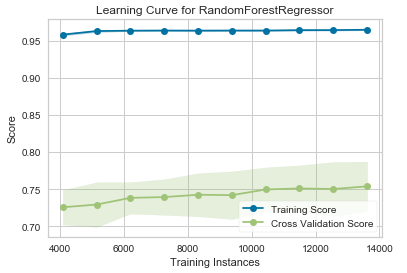 Learning Curve for RandomForestRegressor
Score
0.95
0.90
0.85
0.80
0.75
0.70
Training Score
Cross Validation Score
4000 6000 8000 10000 12000 14000
Training Instances